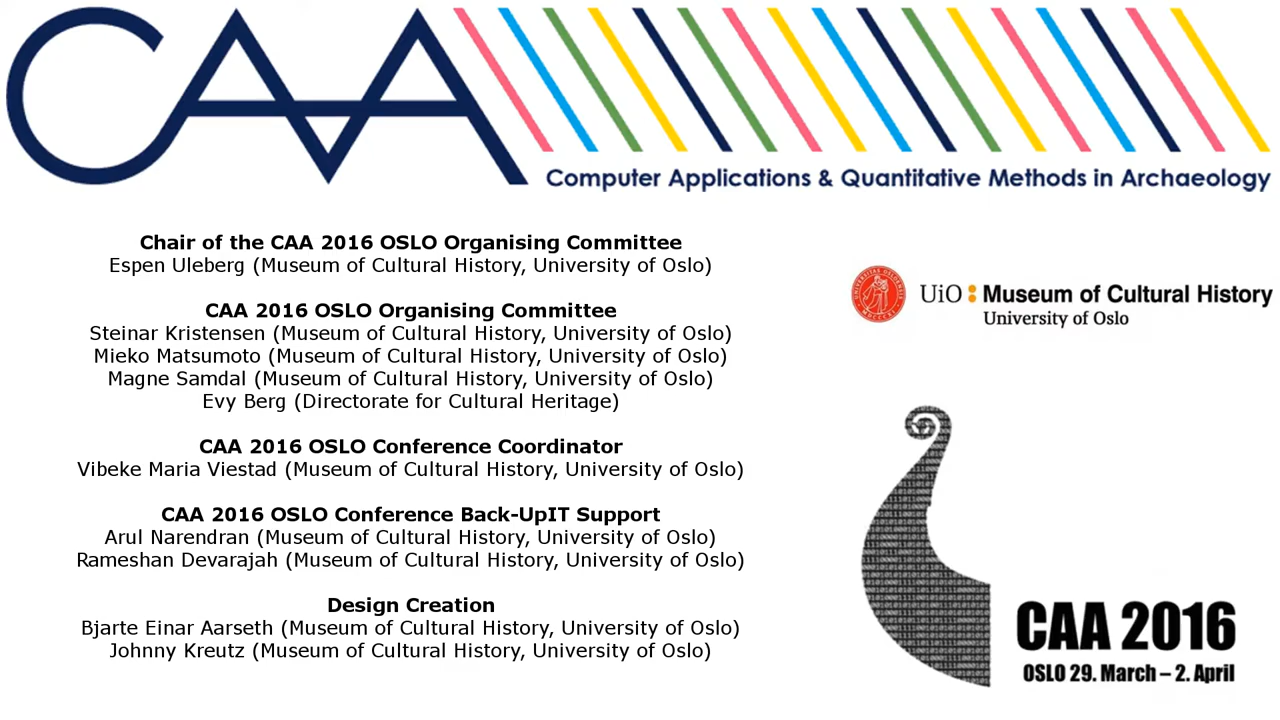 CAA
Computer Applications & Quantitative Methods in Archaeology
Chair of the CAA 2016 OSLO Organising Committee
Espen Uleberg (Museum of Cultural History, University of Oslo)
CAA 2016 OSLO Organising Committee
Steinar Kristensen (Museum of Cultural History, University of Oslo)
Mieko Matsumoto (Museum of Cultural History, University of Oslo)
Magne Samdal (Museum of Cultural History, University of Oslo)
Evy Berg (Directorate for Cultural Heritage)
CAA 2016 OSLO Conference Coordinator
Vibeke Maria Viestad (Museum of Cultural History, University of Oslo)
CAA 2016 OSLO Conference Back-UpIT Support
Arul Narendran (Museum of Cultural History, University of Oslo)
Rameshan Devarajah (Museum of Cultural History, University of Oslo)
Design Creation
Bjarte Einar Aarseth (Museum of Cultural History, University of Oslo)
Johnny Kreutz (Museum of Cultural History, University of Oslo)
UiO : Museum of Cultural History
University of Oslo
CAA 2016
OSLO 29. March – 2. April